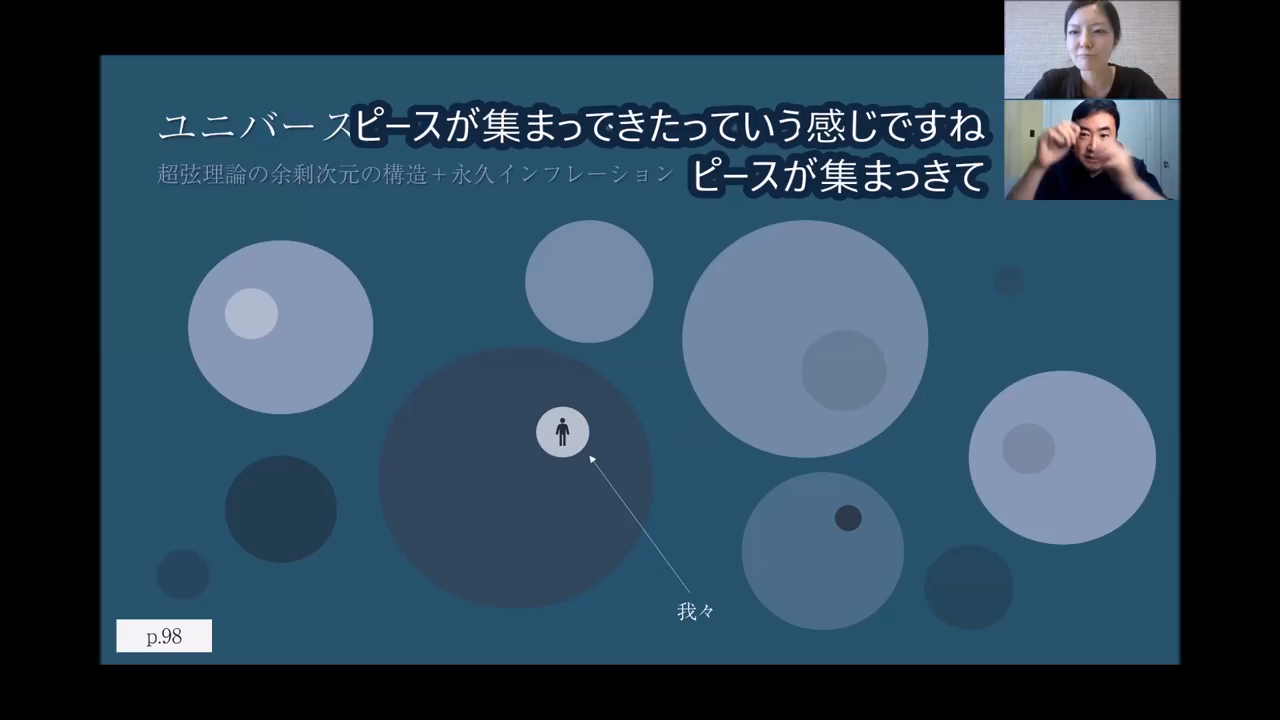 ユニバース
ピースが集まってきたっていう感じですね
超弦理論の余剰次元の構造＋永久インフレーション
ピースが集まっきて
我々
p.98